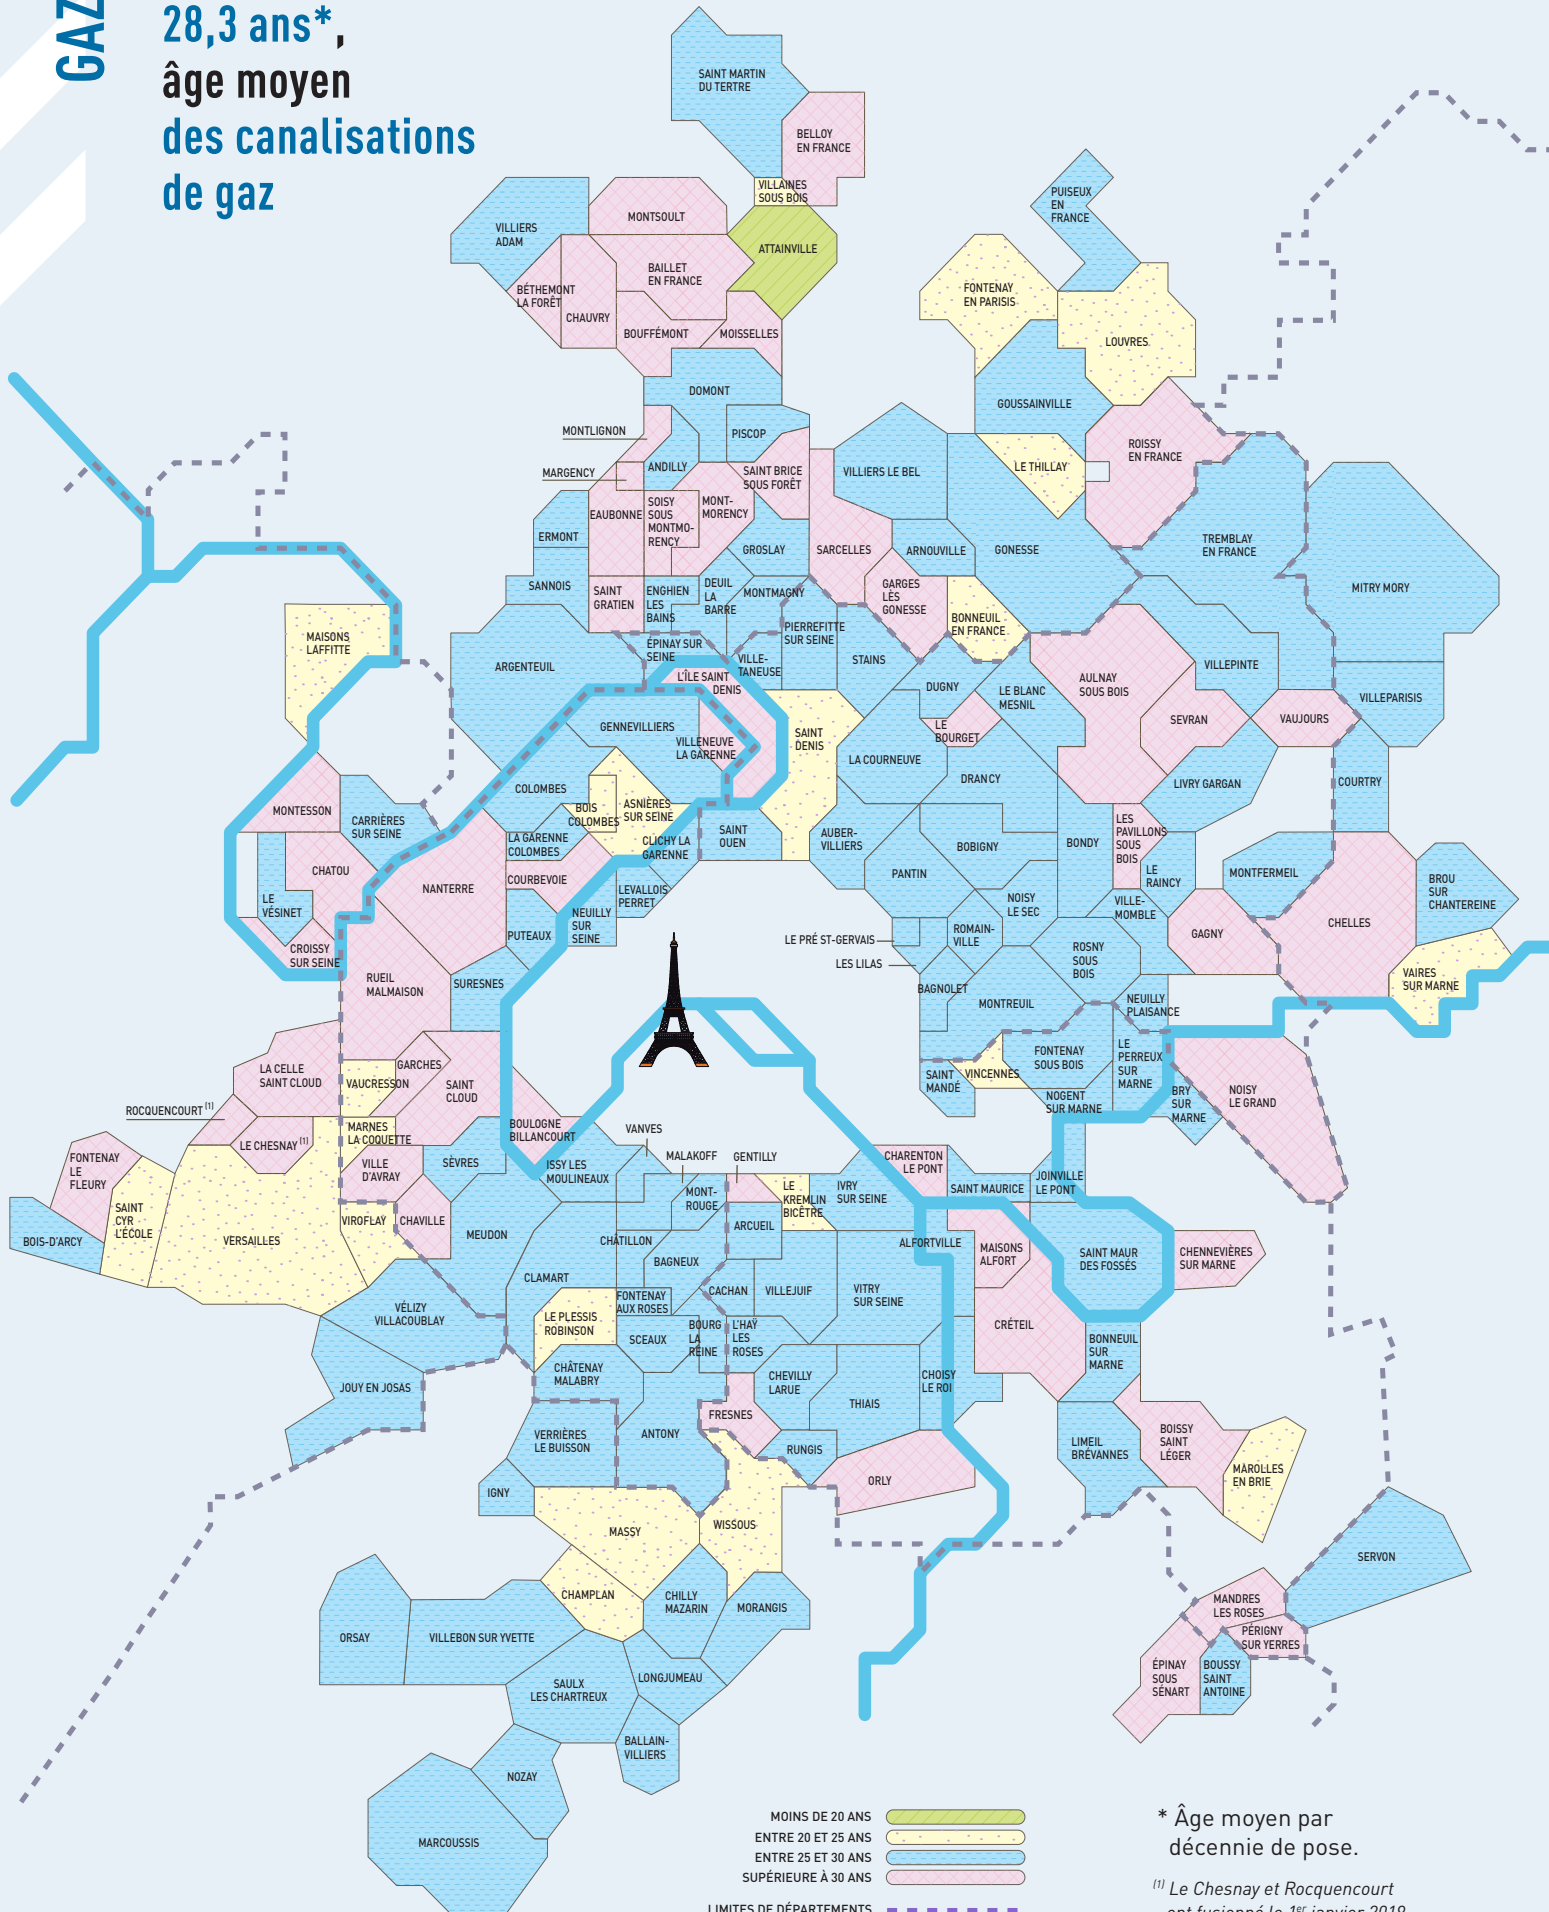 GAZ
28,3 ans*,
âge moyen
des canalisations
de gaz
SAINT MARTIN
DU TERTRE
BELLOY
EN FRANCE
VILLAINES
SOUS BOIS
MONTSOULT
VILLIERS
ADAM
ATTAINVILLE
BAILLET
EN FRANCE
BÉTHEMONT
LA FORÊT
CHAUVRY
BOUFFÉMONT
MOISSELLES
PUISEUX
EN
FRANCE
FONTENAY
EN PARISIS
LOUVRES
GOUSSAINVILLE
DOMONT
MONTLIGNON
PISCOP
ROISSY
EN FRANCE
MARGENCY
ANDILLY
SAINT BRICE
SOUS FORÊT
VILLIERS LE BEL
LE THILLAY
EAUBONNE
SOISY
SOUS
MONTMO-
RENCY
MONT-
MORENCY
ERMONT
GROSLAY
SARCELLES
ARNOUVILLE
GONESSE
TREMBLAY
EN FRANCE
MITRY MORY
SANNOIS
SAINT
GRATIEN
ENGHIEN
LES
BAINS
DEUIL
LA
BARRE
MONTMAGNY
GARGES
LÈS
GONESSE
BONNEUIL
EN FRANCE
MAISONS
LAFFITTE
ARGENTEUIL
ÉPINAY SUR
SEINE
VILLE-
TANEUSE
PIERREFITTE
SUR SEINE
STAINS
L'ÎLE SAINT
DENIS
DUGNY
LE BLANC
MESNIL
AULNAY
SOUS BOIS
VILLEPINTE
VILLEPARISIS
GENNEVILLIERS
VILLENEUVE
LA GARENNE
SAINT
DENIS
LE
BOURGET
SEVRAN
VAUJOURS
LA COURNEUVE
DRANCY
LIVRY GARGAN
COURTRY
COLOMBES
BOIS
COLOMBES
ASNIÈRES
SUR SEINE
MONTESSON
CARRIÈRES
SUR SEINE
LA GARENNE
COLOMBES
CLICHY LA
GARENNE
SAINT
OUEN
AUBER-
VILLIERS
BOBIGNY
BONDY
LES
PAVILLONS
SOUS
BOIS
CHATOU
NANTERRE
COURBEVOIE
LEVALLOIS
PERRET
PANTIN
LE
RAINCY
MONTFERMEIL
BROU
SUR
CHANTEREINE
LE
VÉSINET
NEUILLY
SUR
SEINE
NOISY
LE SEC
VILLE-
MOMBLE
CHELLES
PUTEAUX
LE PRÉ ST-GERVAIS
ROMAIN-
VILLE
GAGNY
CROISSY
SUR SEINE
ROSNY
SOUS
BOIS
LES LILAS
RUEIL
MALMAISON
SURESNES
BAGNOLET
MONTREUIL
NEUILLY
PLAISANCE
VAIRES
SUR MARNE
LA CELLE
SAINT CLOUD
VAUCRESSON
GARCHES
SAINT
CLOUD
SAINT
MANDÉ
VINCENNES
FONTENAY
SOUS BOIS
LE
PERREUX
SUR
MARNE
NOISY
LE GRAND
ROCQUENCOURT (1)
NOGENT
SUR MARNE
BRY
SUR
MARNE
LE CHESNAY (1)
MARNES
LA COQUETTE
BOULOGNE
BILLANCOURT
VANVES
MALAKOFF
GENTILLY
CHARENTON
LE PONT
FONTENAY
LE
FLEURY
VILLE
D'AVRAY
SÈVRES
ISSY LES
MOULINEAUX
MONT-
ROUGE
LE
KREMLIN
BICÊTRE
IVRY
SUR SEINE
SAINT MAURICE
JOINVILLE
LE PONT
SAINT
CYR
L'ÉCOLE
BOIS-D'ARCY
VERSAILLES
VIROFLAY
CHAVILLE
MEUDON
CHÂTILLON
ARCUEIL
ALFORTVILLE
MAISONS
ALFORT
SAINT MAUR
DES FOSSÉS
CHENNEVIÈRES
SUR MARNE
BAGNEUX
CLAMART
FONTENAY
AUX ROSES
CACHAN
VILLEJUIF
VITRY
SUR SEINE
VÉLIZY
VILLACOUBLAY
LE PLESSIS
ROBINSON
SCEAUX
BOURG
LA
REINE
L'HAŸ
LES
ROSES
CRÉTEIL
BONNEUIL
SUR
MARNE
JOUY EN JOSAS
CHÂTENAY
MALABRY
CHEVILLY
LARUE
THIAIS
CHOISY
LE ROI
FRESNES
VERRIÈRES
LE BUISSON
ANTONY
RUNGIS
LIMEIL
BRÉVANNES
BOISSY
SAINT
LÉGER
MAROLLES
EN BRIE
ORLY
IGNY
MASSY
WISSOUS
SERVON
CHAMPLAN
CHILLY
MAZARIN
MORANGIS
MANDRES
LES ROSES
PÉRIGNY
SUR YERRES
ORSAY
VILLEBON SUR YVETTE
ÉPINAY
SOUS
SÉNART
BOUSSY
SAINT
ANTOINE
SAULX
LES CHARTREUX
LONGJUMEAU
BALLAIN-
VILLIERS
NOZAY
MARCOUSSIS
MOINS DE 20 ANS
ENTRE 20 ET 25 ANS
ENTRE 25 ET 30 ANS
SUPÉRIEURE À 30 ANS
LIMITES DE DÉPARTEMENTS
* Âge moyen par
décennie de pose.
(1) Le Chesnay et Rocquencourt
ont fusionné le 1er janvier 2019